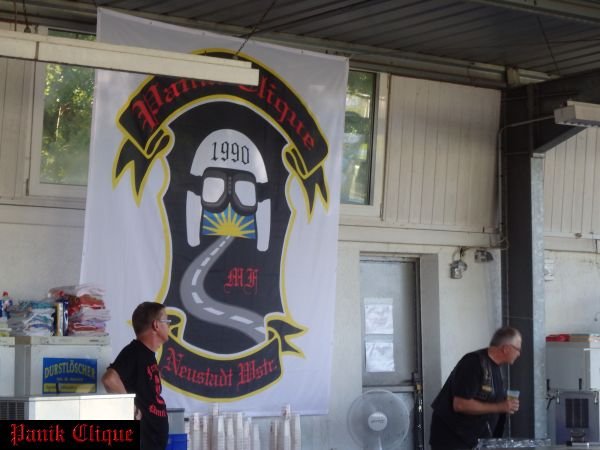 Panik Clique
1990
MF
Neustadt Wstr.
DURSTLÖSCHER
Panik Clique